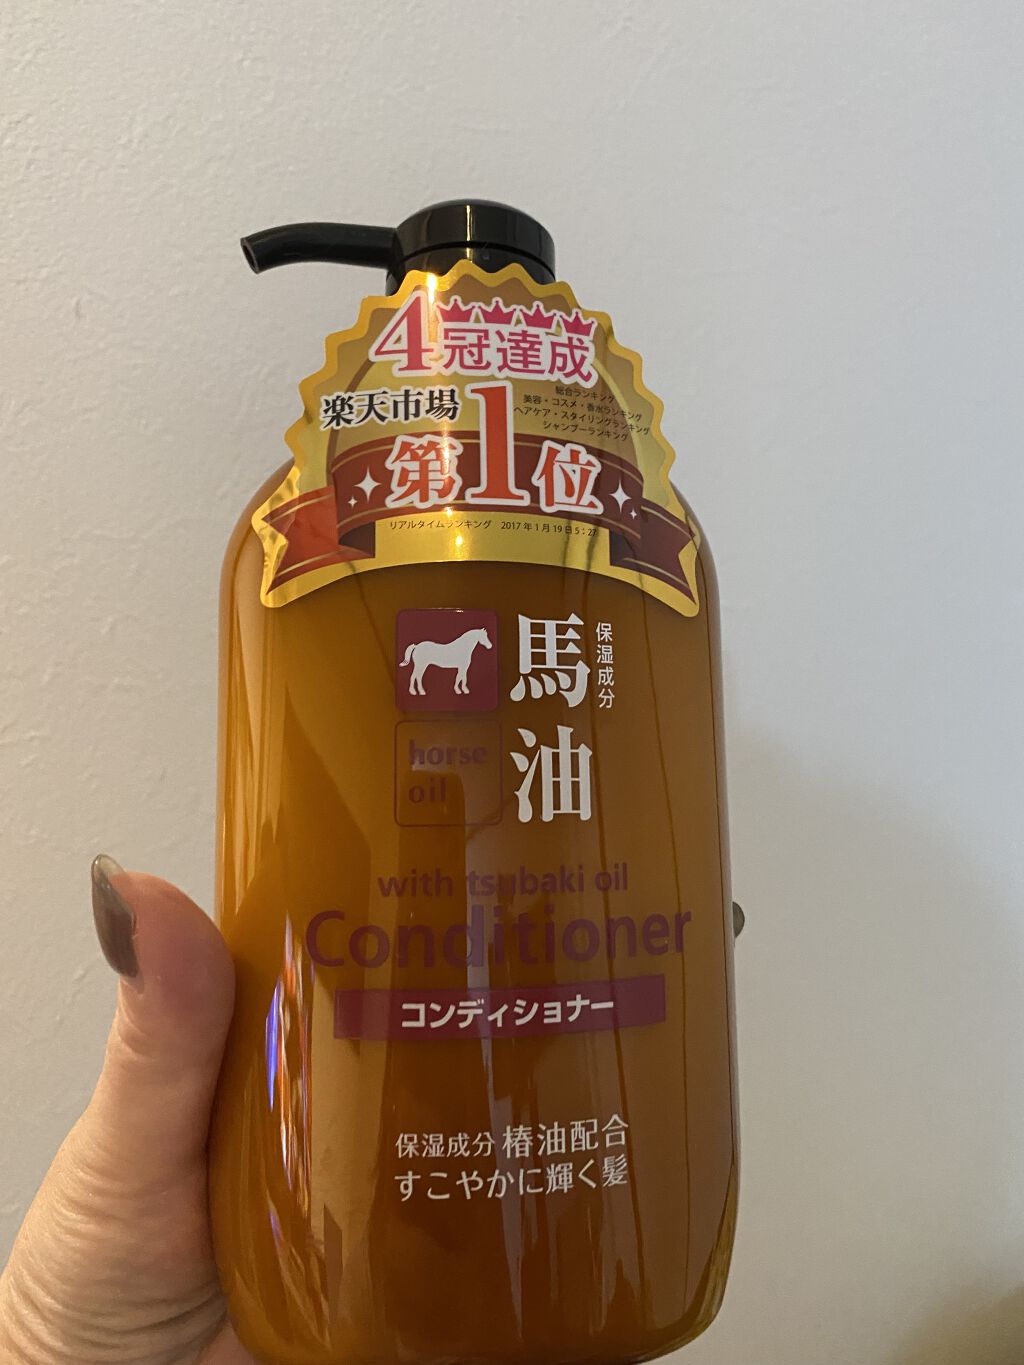 4冠達成
楽天市場
第1位
総合ランキング
美容・コスメ・香水ランキング
ヘアケア・スタイリングランキング
シャンプーランキング
リアルタイムランキング 2017年1月19日5:27
馬油
保湿成分
horse
oil
with tsubaki oil
Conditioner
コンディショナー
保湿成分 椿油配合
すこやかに輝く髪